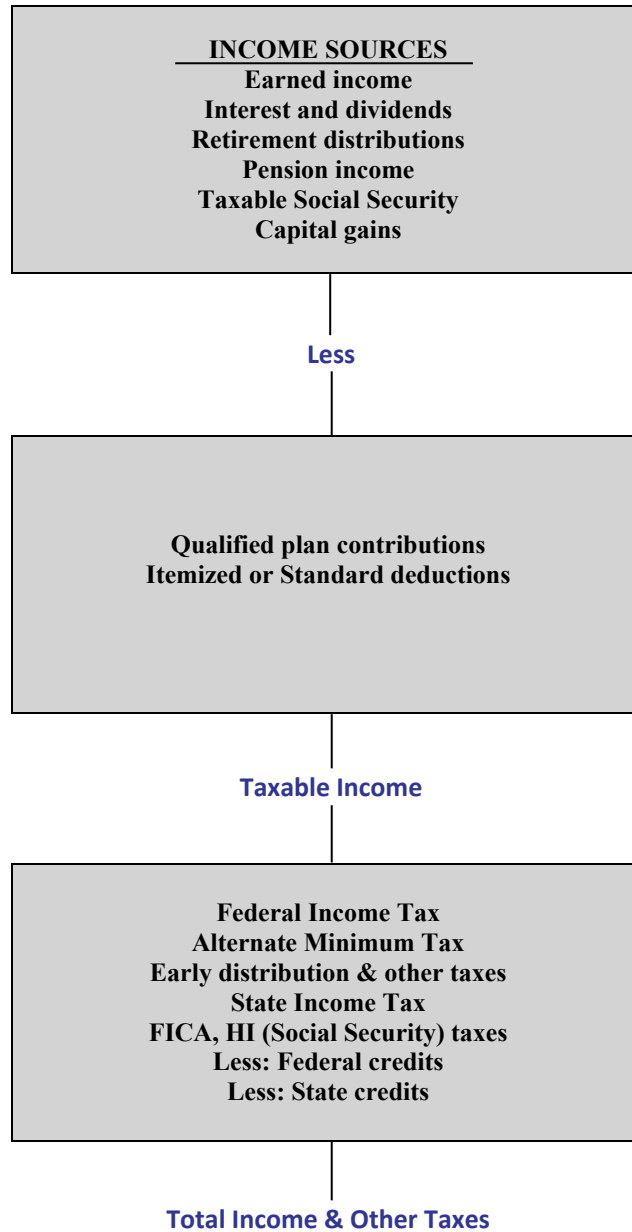 INCOME SOURCES
Earned income
Interest and dividends
Retirement distributions
Pension income
Taxable Social Security
Capital gains
Less
Qualified plan contributions
Itemized or Standard deductions
Taxable Income
Federal Income Tax
Alternate Minimum Tax
Early distribution & other taxes
State Income Tax
FICA, HI (Social Security) taxes
Less: Federal credits
Less: State credits
Total Income & Other Taxes